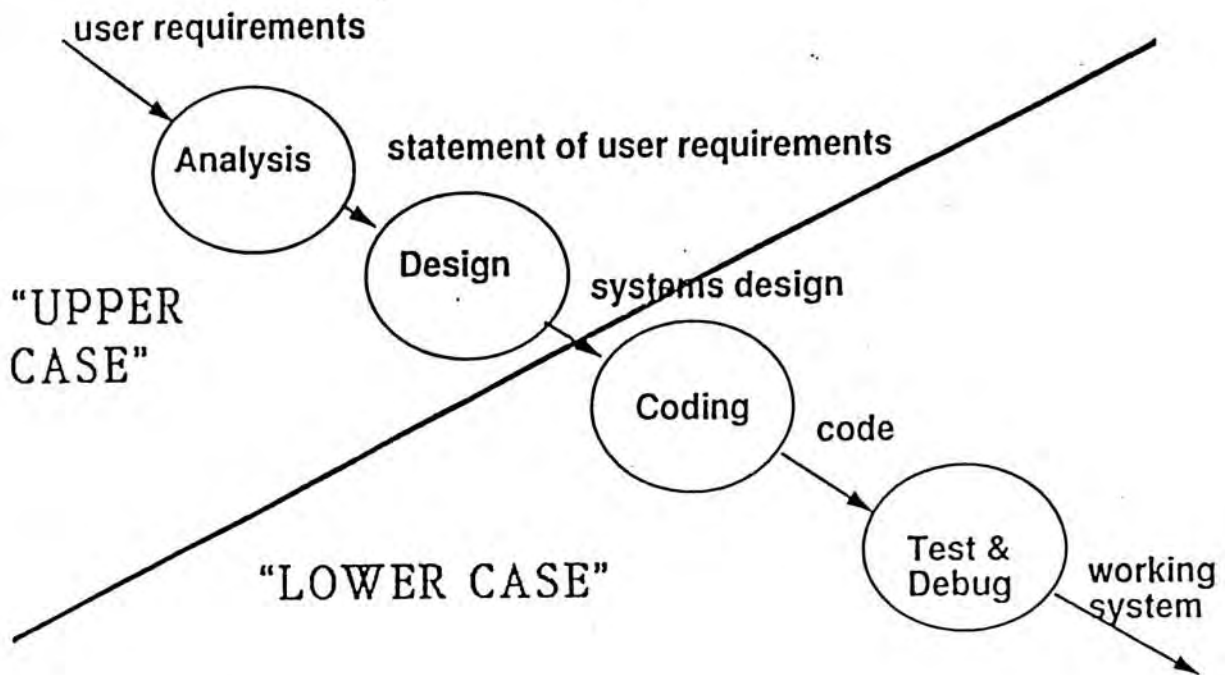 user requirements
Analysis
statement of user requirements
Design
systems design
"UPPER
CASE"
Coding
code
"LOWER CASE"
Test &
Debug
working
system